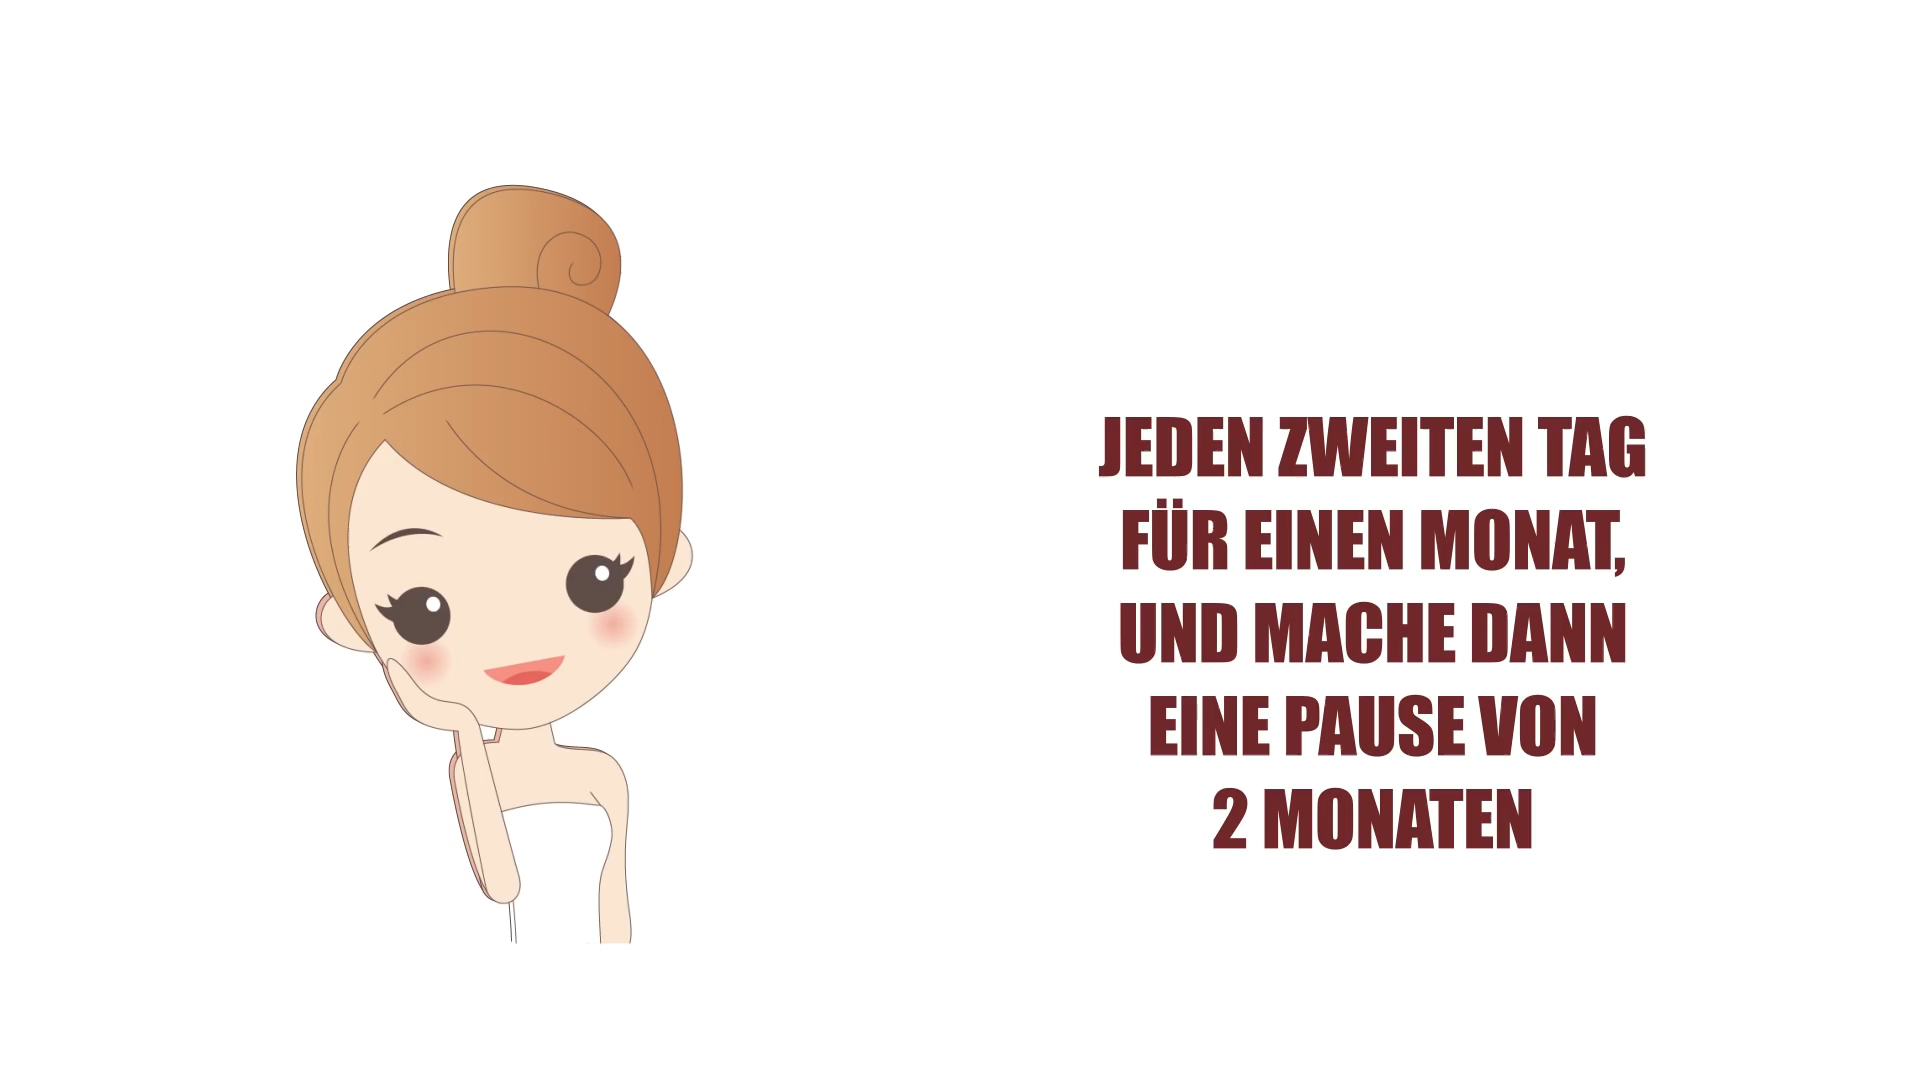 JEDEN ZWEITEN TAG
FÜR EINEN MONAT,
UND MACHE DANN
EINE PAUSE VON
2 MONATEN